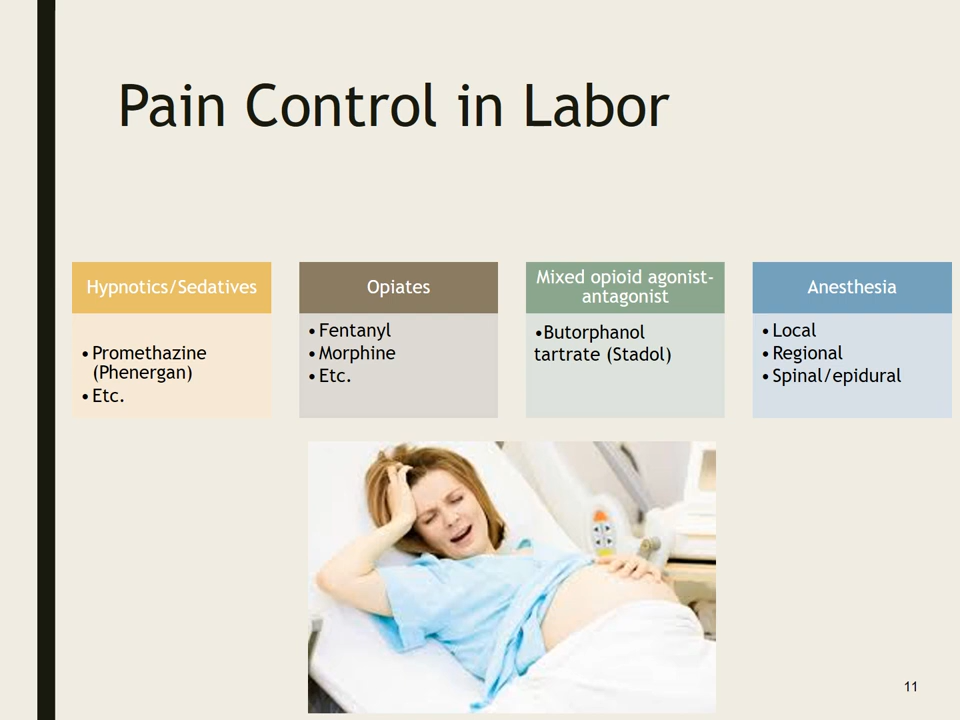 Pain Control in Labor
Hypnotics/Sedatives
• Promethazine
(Phenergan)
• Etc.
Opiates
• Fentanyl
• Morphine
• Etc.
Mixed opioid agonist-
antagonist
•Butorphanol
tartrate (Stadol)
Anesthesia
• Local
• Regional
• Spinal/epidural
11